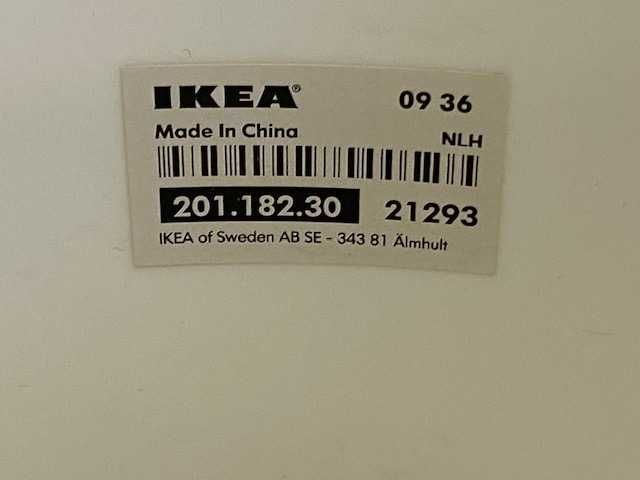 IKEA® 09 36
Made In China NLH
201.182.30 21293
IKEA of Sweden AB SE - 343 81 Älmhult